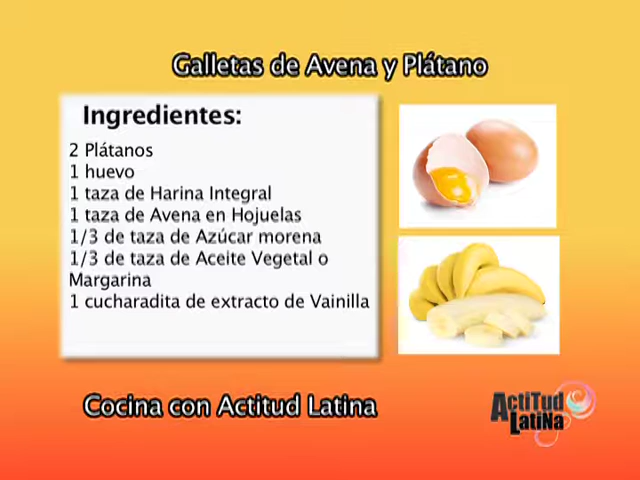 Galletas de Avena y Plátano
Ingredientes:
2 Plátanos
1 huevo
1 taza de Harina Integral
1 taza de Avena en Hojuelas
1/3 de taza de Azúcar morena
1/3 de taza de Aceite Vegetal o
Margarina
1 cucharadita de extracto de Vainilla
Cocina con Actitud Latina
ActiTud
LatiNa